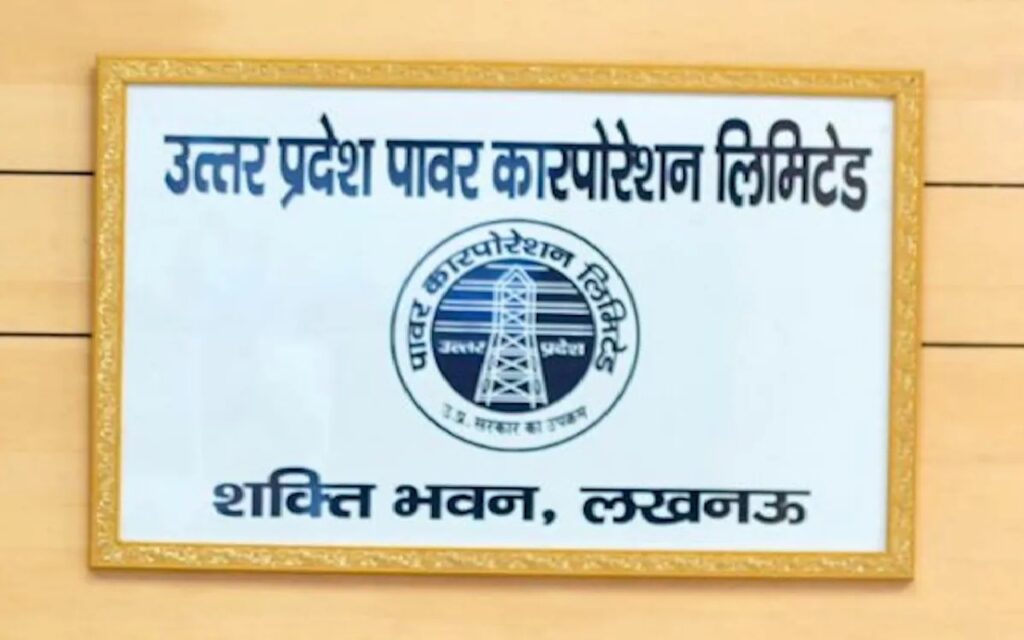 उत्तर प्रदेश पावर कारपोरेशन लिमिटेड
पावर कारपोरेशन लिमिटेड
उत्तर प्रदेश
उ.प्र. सरकार का उपक्रम
शक्ति भवन, लखनऊ